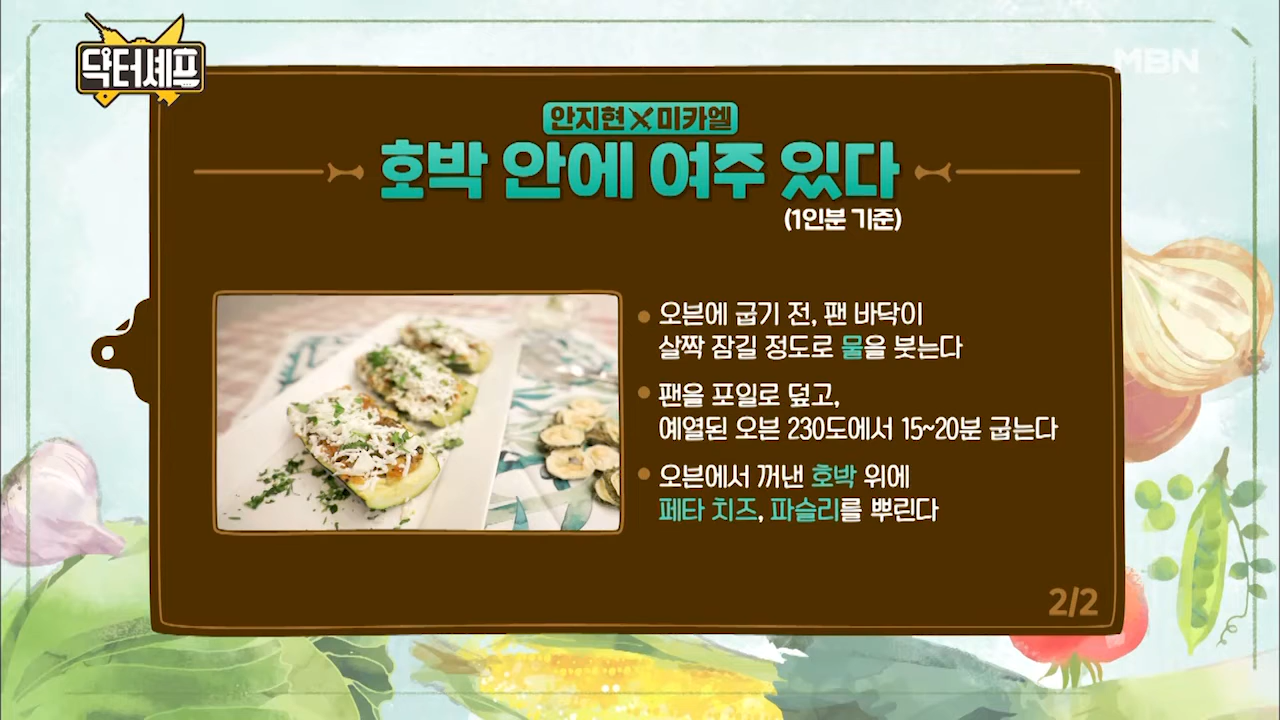 닥터셰프
MBN
안지현×미카엘
호박 안에 여주 있다
(1인분 기준)
오븐에 굽기 전, 팬 바닥이
살짝 잠길 정도로 물을 붓는다
팬을 포일로 덮고,
예열된 오븐 230도에서 15~20분 굽는다
오븐에서 꺼낸 호박 위에
페타 치즈, 파슬리를 뿌린다
2/2